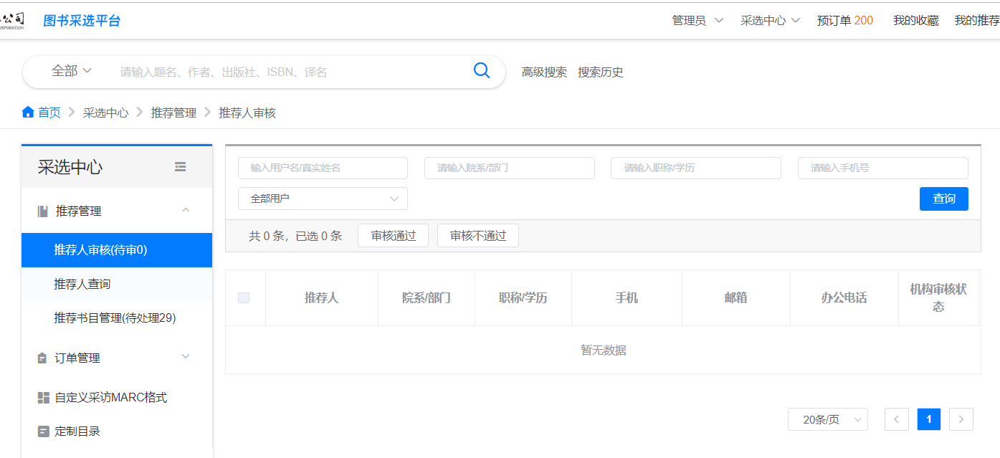 公司
ORPORATION
图书采选平台
管理员 采选中心 预订单 200 我的收藏 我的推荐
全部 请输入题名、作者、出版社、ISBN、译名 高级搜索 搜索历史
首页 采选中心 推荐管理 推荐人审核
采选中心
推荐管理
推荐人审核(待审0)
推荐人查询
推荐书目管理(待处理29)
订单管理
自定义采访MARC格式
定制目录
输入用户名/真实姓名 请输入院系/部门 请输入职称/学历 请输入手机号
全部用户 查询
共 0 条，已选 0 条 审核通过 审核不通过
推荐人 院系/部门 职称/学历 手机 邮箱 办公电话 机构审核状态
暂无数据
20条/页 1